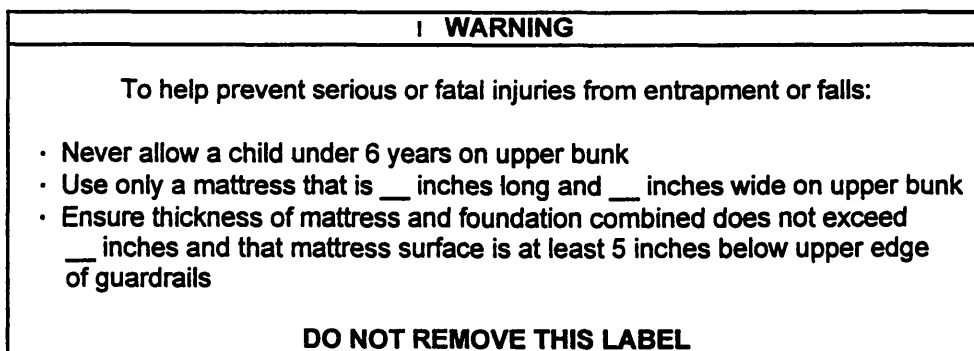 ! WARNING
To help prevent serious or fatal injuries from entrapment or falls:
· Never allow a child under 6 years on upper bunk
· Use only a mattress that is __ inches long and __ inches wide on upper bunk
· Ensure thickness of mattress and foundation combined does not exceed
__ inches and that mattress surface is at least 5 inches below upper edge
of guardrails
DO NOT REMOVE THIS LABEL